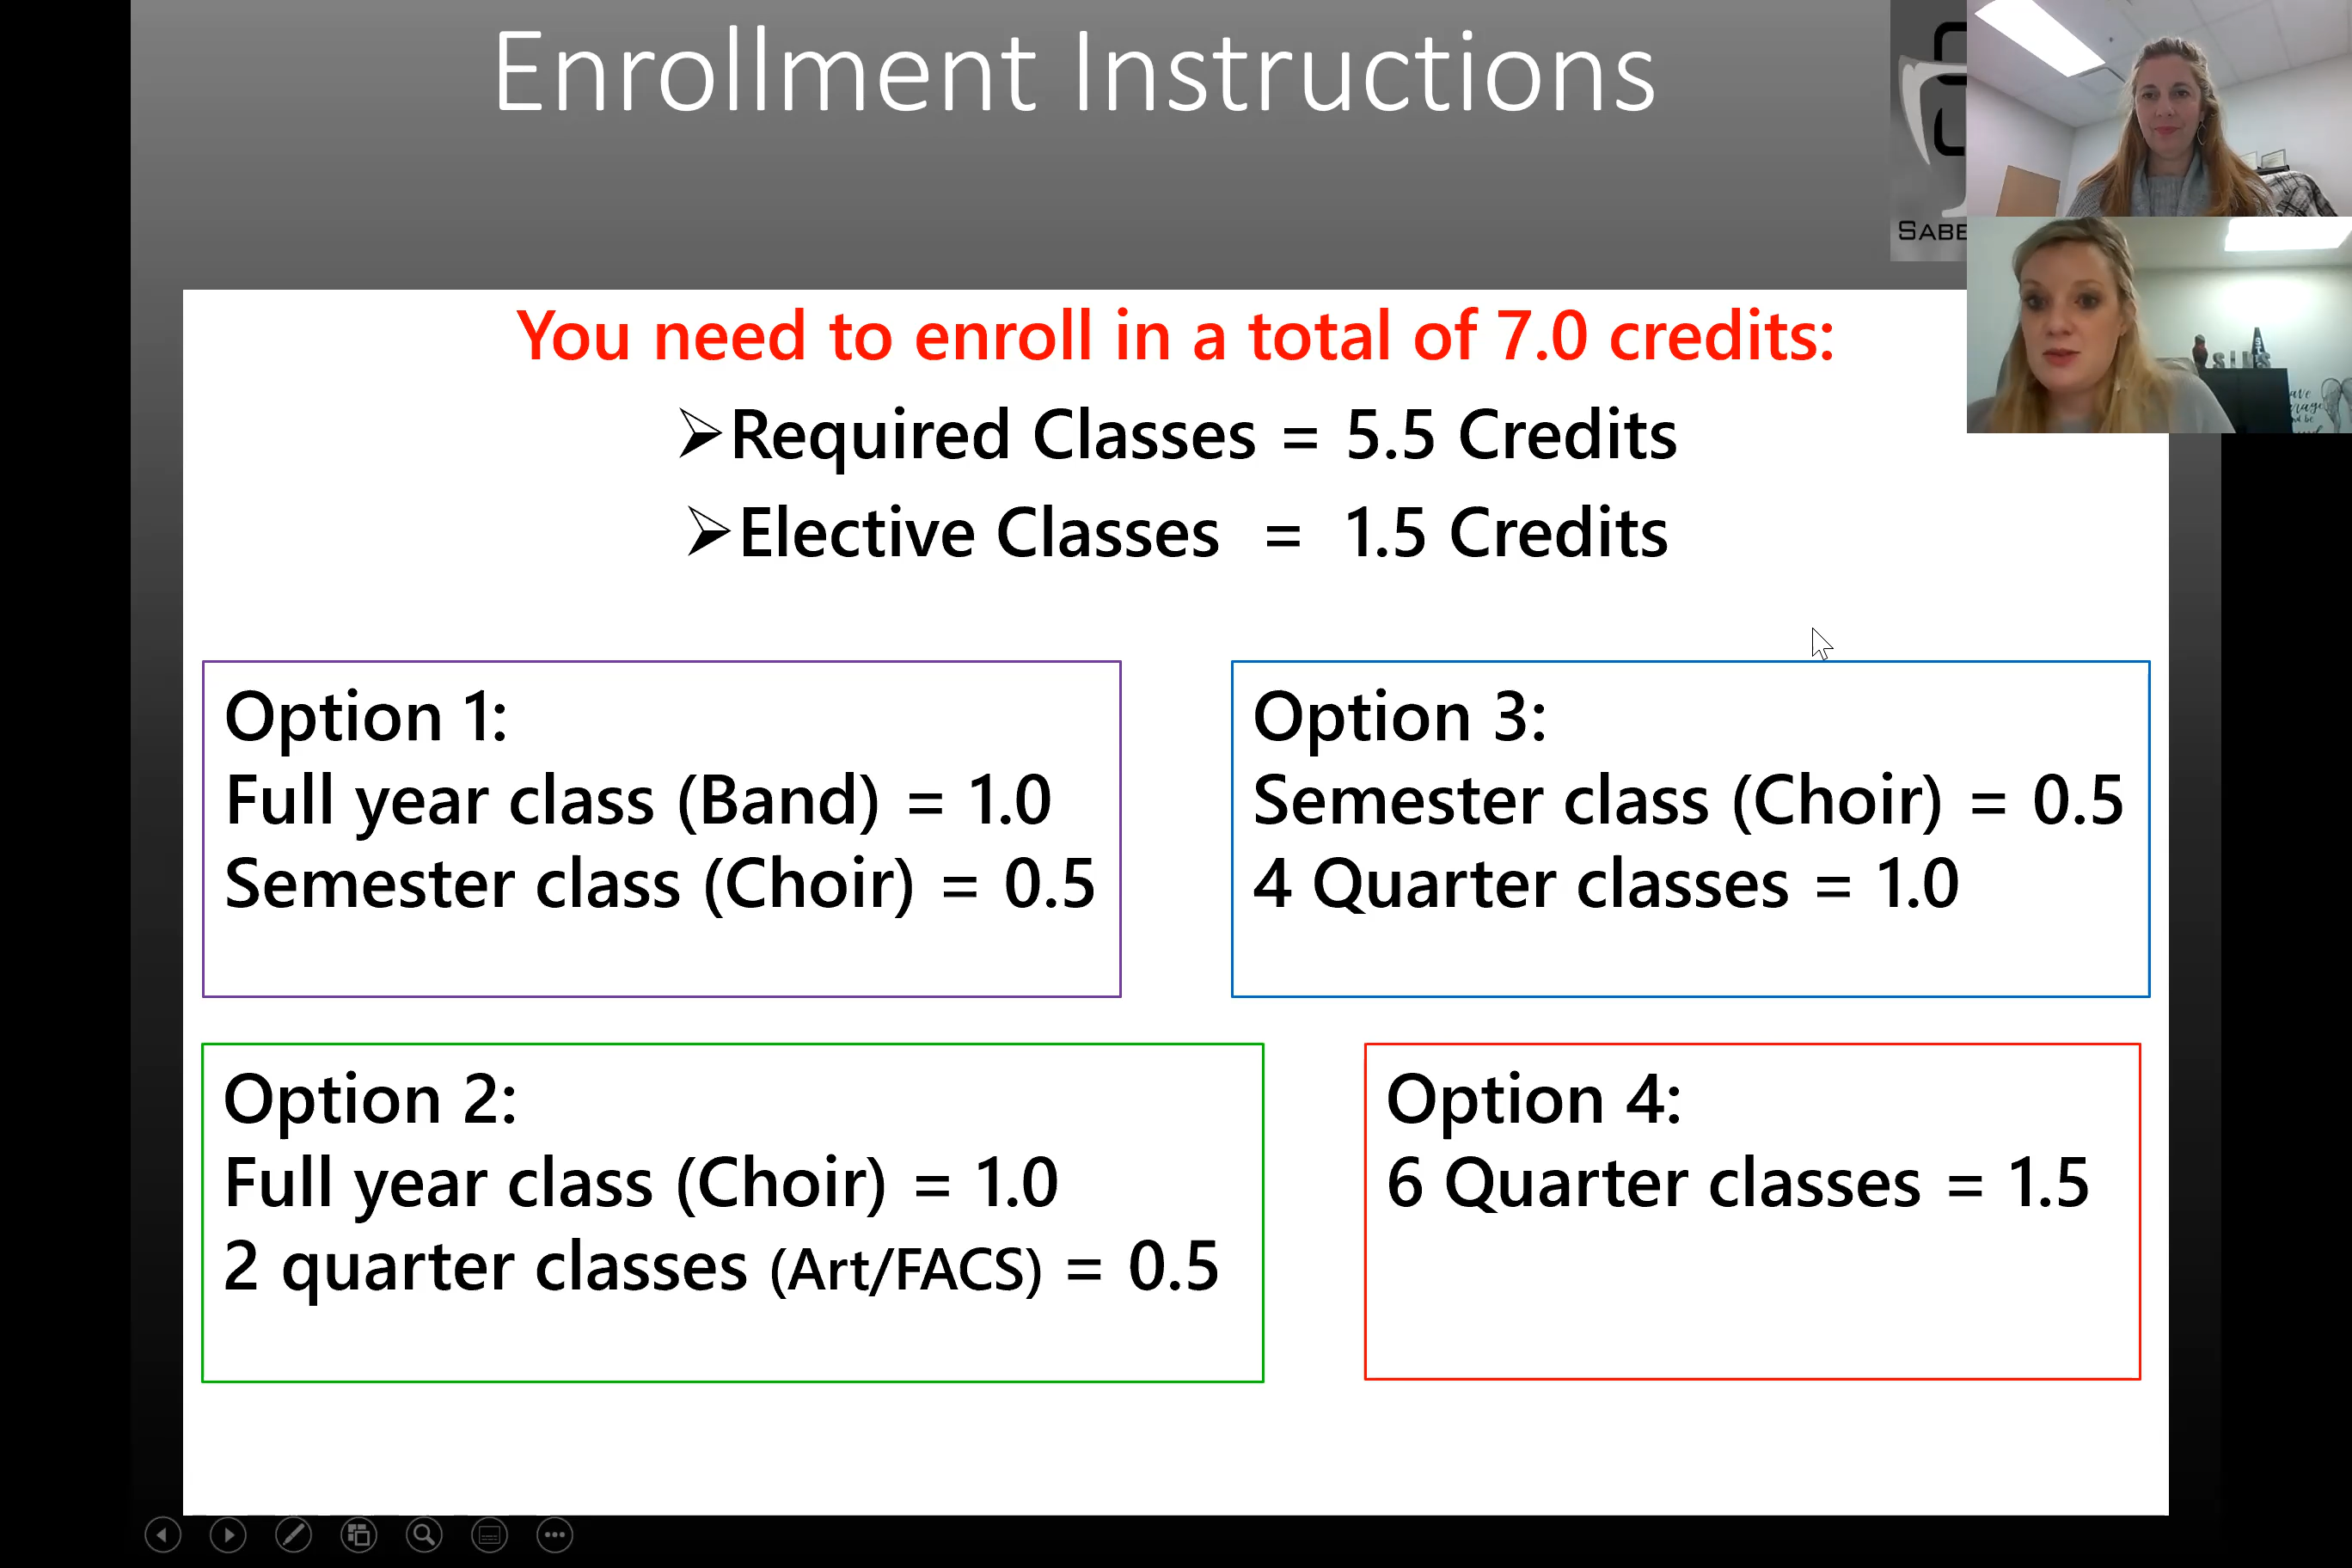 Enrollment Instructions
You need to enroll in a total of 7.0 credits:
➢Required Classes = 5.5 Credits
➢Elective Classes = 1.5 Credits
Option 1:
Full year class (Band) = 1.0
Semester class (Choir) = 0.5
Option 3:
Semester class (Choir) = 0.5
4 Quarter classes = 1.0
Option 2:
Full year class (Choir) = 1.0
2 quarter classes (Art/FACS) = 0.5
Option 4:
6 Quarter classes = 1.5